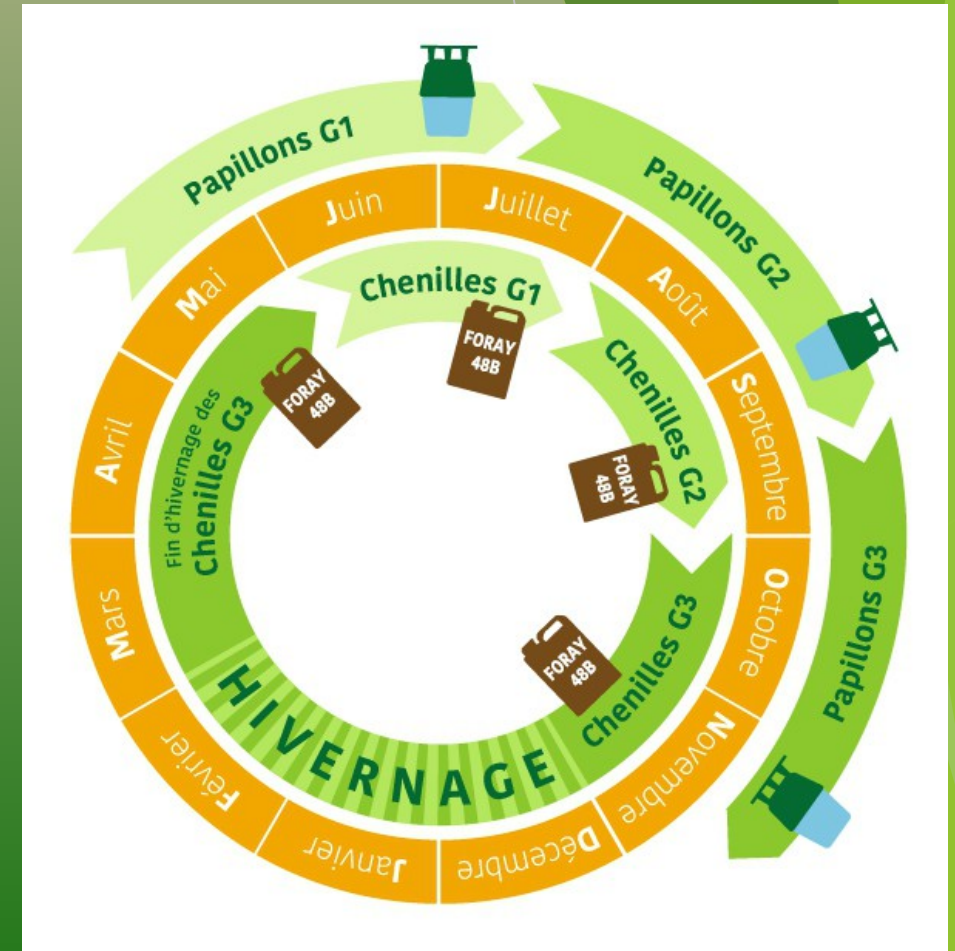 Papillons G1
Papillons G2
Papillons G3
Juin
Juillet
Août
Septembre
Octobre
Novembre
Décembre
Janvier
Février
Mars
Avril
Mai
Chenilles G1
Chenilles G2
Chenilles G3
HIVERNAGE
Fin d'hivernage des
Chenilles G3
FORAY
48B
FORAY
48B
FORAY
48B
FORAY
48B